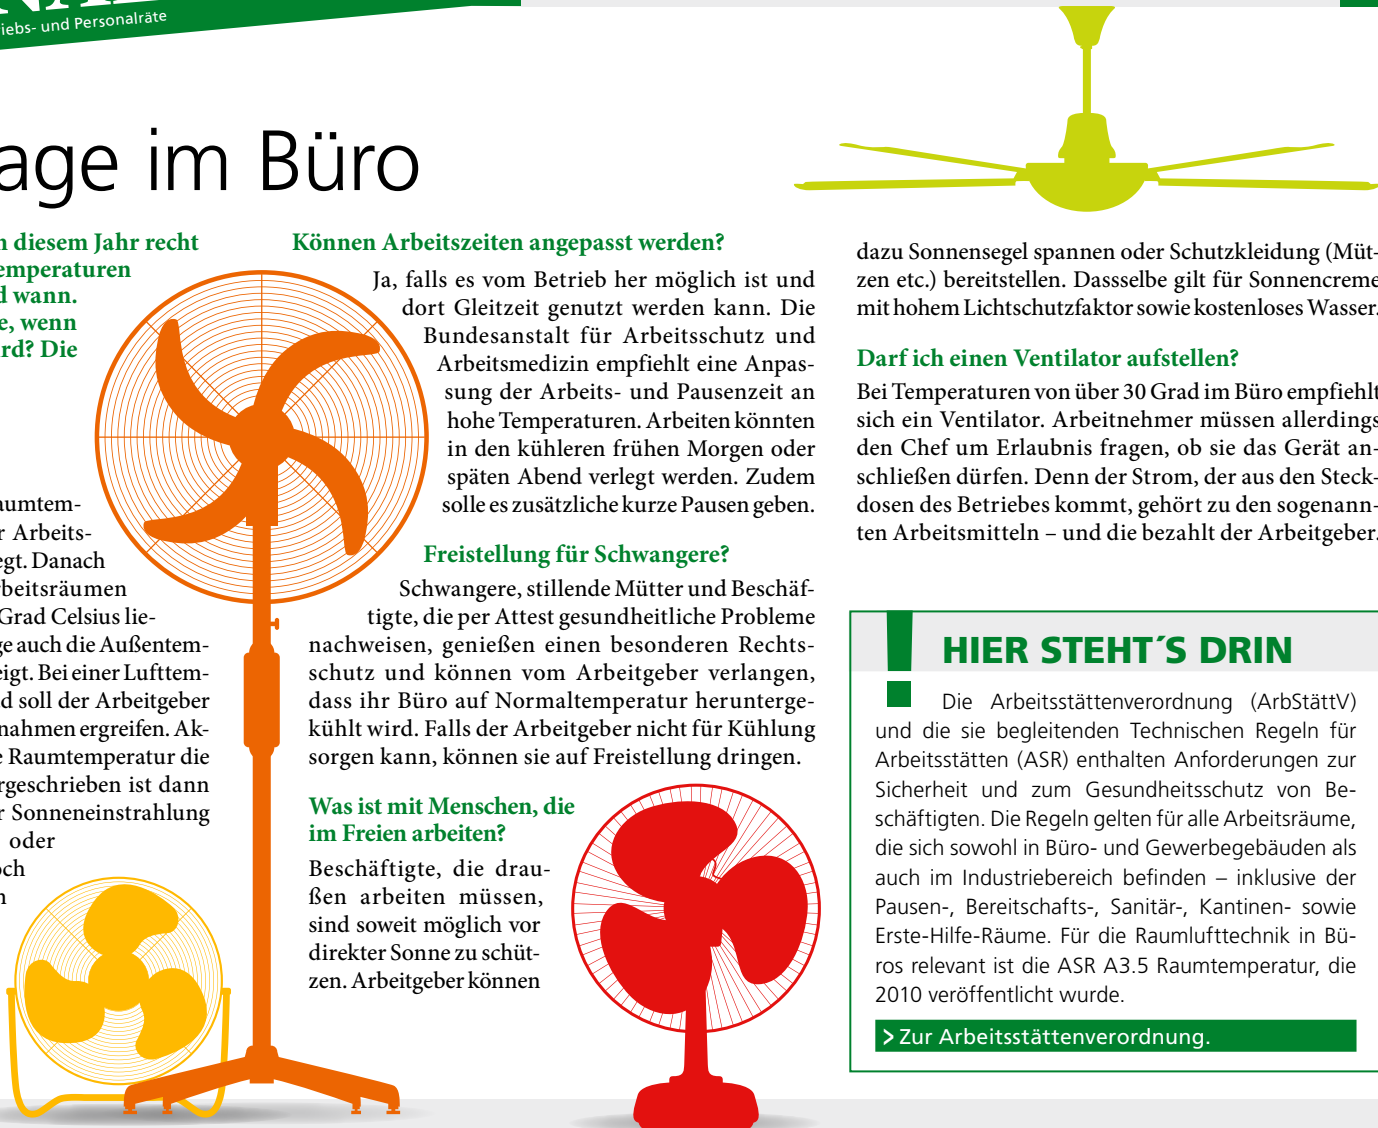 iebs- und Personalräte
age im Büro
n diesem Jahr recht
emperaturen
d wann.
e, wenn
rd? Die
aumtem-
r Arbeits-
egt. Danach
beitsräumen
Grad Celsius lie-
ge auch die Außentem-
eigt. Bei einer Lufttem-
d soll der Arbeitgeber
nahmen ergreifen. Ak-
e Raumtemperatur die
rgeschrieben ist dann
r Sonneneinstrahlung
oder
och
n
Können Arbeitszeiten angepasst werden?
Ja, falls es vom Betrieb her möglich ist und
dort Gleitzeit genutzt werden kann. Die
Bundesanstalt für Arbeitsschutz und
Arbeitsmedizin empfiehlt eine Anpas-
sung der Arbeits- und Pausenzeit an
hohe Temperaturen. Arbeiten könnten
in den kühleren frühen Morgen oder
späten Abend verlegt werden. Zudem
solle es zusätzliche kurze Pausen geben.
Freistellung für Schwangere?
Schwangere, stillende Mütter und Beschäf-
tigte, die per Attest gesundheitliche Probleme
nachweisen, genießen einen besonderen Rechts-
schutz und können vom Arbeitgeber verlangen,
dass ihr Büro auf Normaltemperatur herunterge-
kühlt wird. Falls der Arbeitgeber nicht für Kühlung
sorgen kann, können sie auf Freistellung dringen.
Was ist mit Menschen, die
im Freien arbeiten?
Beschäftigte, die drau-
ßen arbeiten müssen,
sind soweit möglich vor
direkter Sonne zu schüt-
zen. Arbeitgeber können
dazu Sonnensegel spannen oder Schutzkleidung (Müt-
zen etc.) bereitstellen. Dassselbe gilt für Sonnencreme
mit hohem Lichtschutzfaktor sowie kostenloses Wasser.
Darf ich einen Ventilator aufstellen?
Bei Temperaturen von über 30 Grad im Büro empfiehlt
sich ein Ventilator. Arbeitnehmer müssen allerdings
den Chef um Erlaubnis fragen, ob sie das Gerät an-
schließen dürfen. Denn der Strom, der aus den Steck-
dosen des Betriebes kommt, gehört zu den sogenann-
ten Arbeitsmitteln – und die bezahlt der Arbeitgeber.
! HIER STEHT´S DRIN
Die Arbeitsstättenverordnung (ArbStättV)
und die sie begleitenden Technischen Regeln für
Arbeitsstätten (ASR) enthalten Anforderungen zur
Sicherheit und zum Gesundheitsschutz von Be-
schäftigten. Die Regeln gelten für alle Arbeitsräume,
die sich sowohl in Büro- und Gewerbegebäuden als
auch im Industriebereich befinden – inklusive der
Pausen-, Bereitschafts-, Sanitär-, Kantinen- sowie
Erste-Hilfe-Räume. Für die Raumlufttechnik in Bü-
ros relevant ist die ASR A3.5 Raumtemperatur, die
2010 veröffentlicht wurde.
> Zur Arbeitsstättenverordnung.